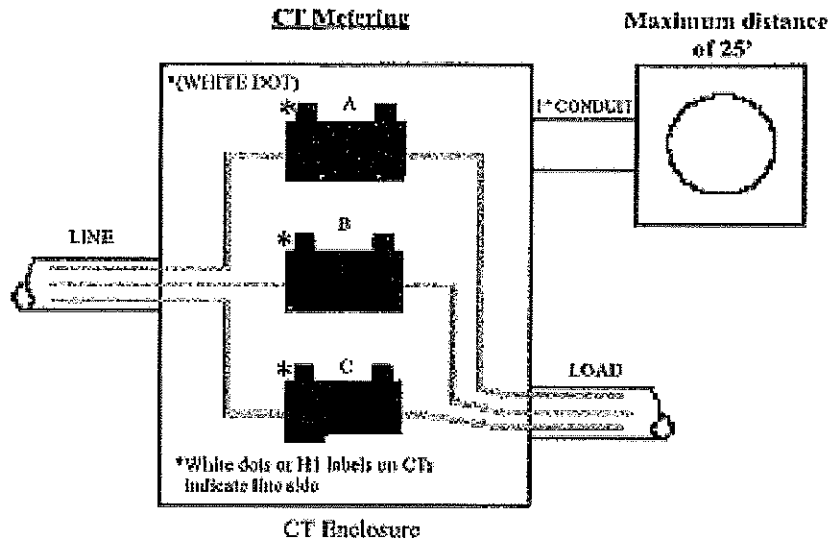 CT Metering
Maximum distance
of 25'
*(WHITE DOT)
* A
1" CONDUIT
* B
LINE
* C
LOAD
*White dots or H1 labels on CTs
indicate line side
CT Enclosure